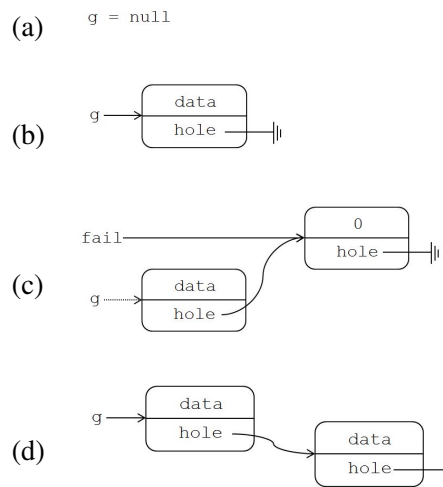 (a) g = null
data
(b) g hole
0
fail
hole
data
(c) g
hole
data
g
hole
data
(d)
hole